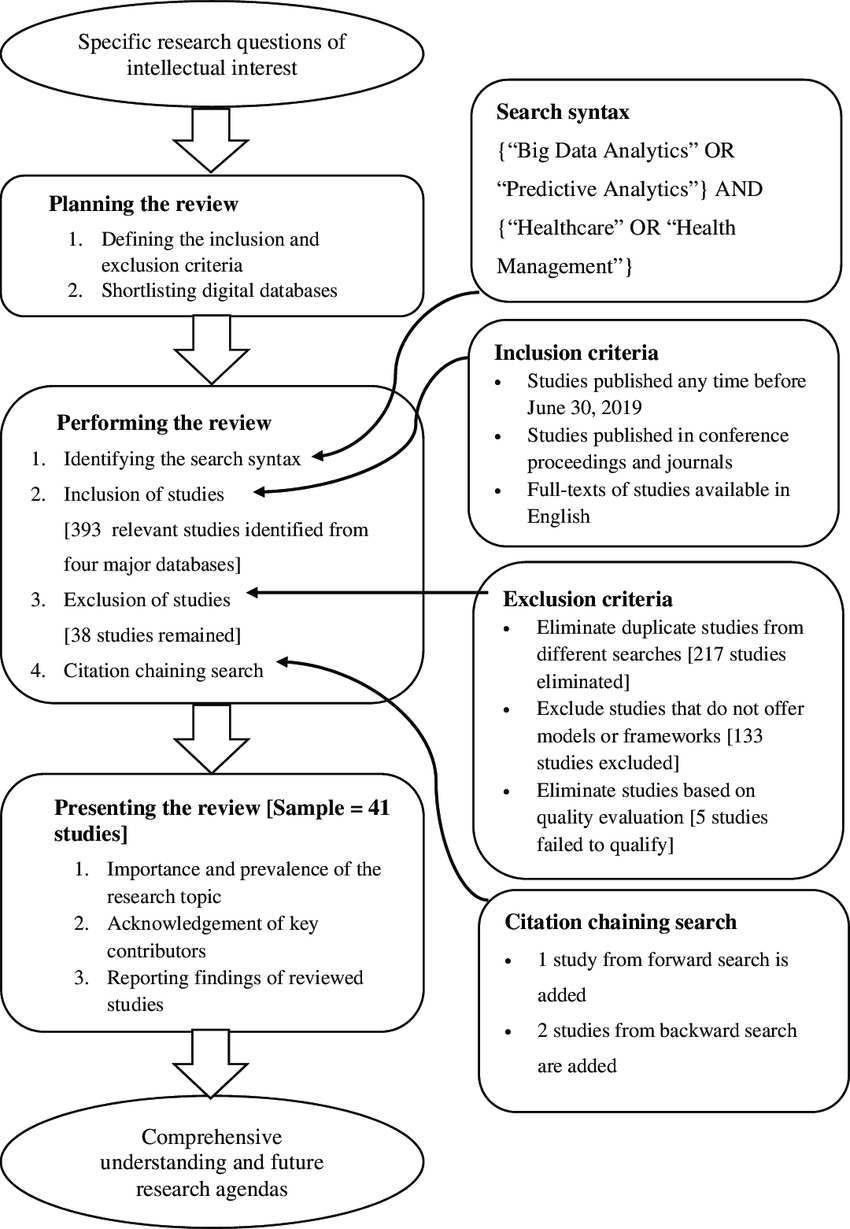 Specific research questions of
intellectual interest
Planning the review
1. Defining the inclusion and
exclusion criteria
2. Shortlisting digital databases
Performing the review
1. Identifying the search syntax
2. Inclusion of studies
[393 relevant studies identified from
four major databases]
3. Exclusion of studies
[38 studies remained]
4. Citation chaining search
Presenting the review [Sample = 41
studies]
1. Importance and prevalence of the
research topic
2. Acknowledgement of key
contributors
3. Reporting findings of reviewed
studies
Comprehensive
understanding and future
research agendas
Search syntax
{“Big Data Analytics” OR
“Predictive Analytics”} AND
{“Healthcare” OR “Health
Management”}
Inclusion criteria
• Studies published any time before
June 30, 2019
• Studies published in conference
proceedings and journals
• Full-texts of studies available in
English
Exclusion criteria
• Eliminate duplicate studies from
different searches [217 studies
eliminated]
• Exclude studies that do not offer
models or frameworks [133
studies excluded]
• Eliminate studies based on
quality evaluation [5 studies
failed to qualify]
Citation chaining search
• 1 study from forward search is
added
• 2 studies from backward search
are added